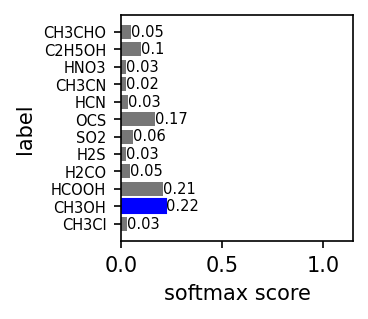 CH3CHO 0.05
C2H5OH 0.1
HNO3 0.03
CH3CN 0.02
HCN 0.03
OCS 0.17
SO2 0.06
H2S 0.03
H2CO 0.05
HCOOH 0.21
CH3OH 0.22
CH3Cl 0.03
label
0.0 0.5 1.0
softmax score